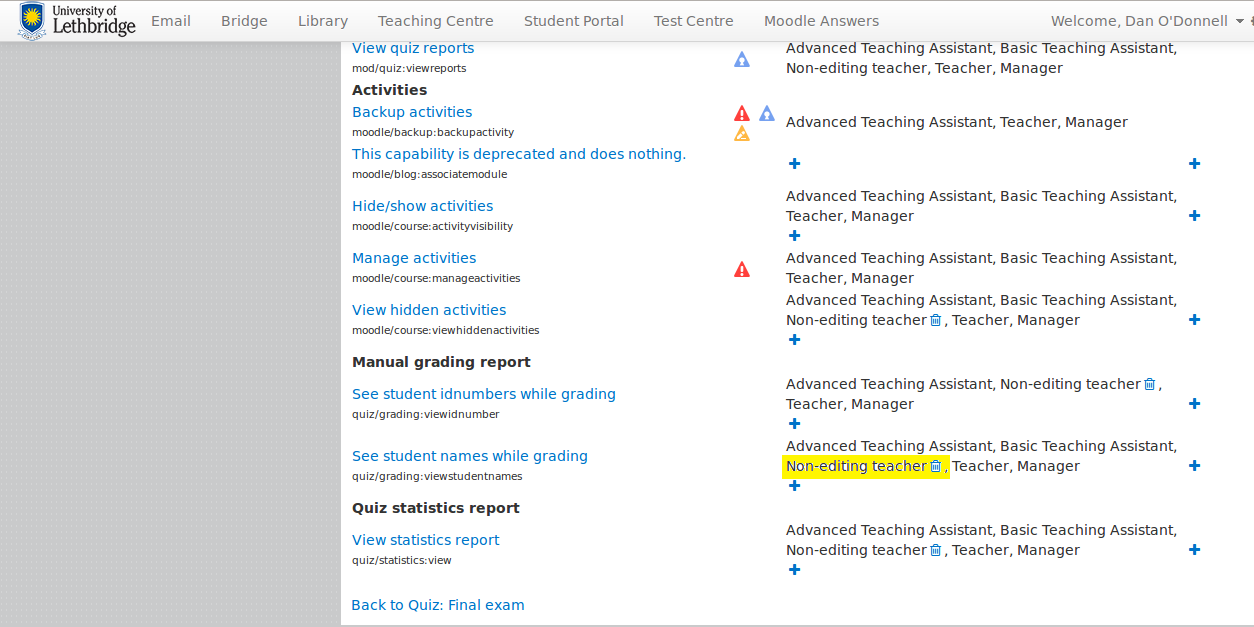 University of
Lethbridge
Email Bridge Library Teaching Centre Student Portal Test Centre Moodle Answers Welcome, Dan O'Donnell
View quiz reports
mod/quiz:viewreports
Advanced Teaching Assistant, Basic Teaching Assistant,
Non-editing teacher, Teacher, Manager
Activities
Backup activities
moodle/backup:backupactivity
Advanced Teaching Assistant, Teacher, Manager
This capability is deprecated and does nothing.
moodle/blog:associatemodule
Hide/show activities
moodle/course:activityvisibility
Advanced Teaching Assistant, Basic Teaching Assistant,
Teacher, Manager
Manage activities
moodle/course:manageactivities
Advanced Teaching Assistant, Basic Teaching Assistant,
Teacher, Manager
View hidden activities
moodle/course:viewhiddenactivities
Advanced Teaching Assistant, Basic Teaching Assistant,
Non-editing teacher , Teacher, Manager
Manual grading report
See student idnumbers while grading
quiz/grading:viewidnumber
Advanced Teaching Assistant, Non-editing teacher ,
Teacher, Manager
See student names while grading
quiz/grading:viewstudentnames
Advanced Teaching Assistant, Basic Teaching Assistant,
Non-editing teacher , Teacher, Manager
Quiz statistics report
View statistics report
quiz/statistics:view
Advanced Teaching Assistant, Basic Teaching Assistant,
Non-editing teacher , Teacher, Manager
Back to Quiz: Final exam